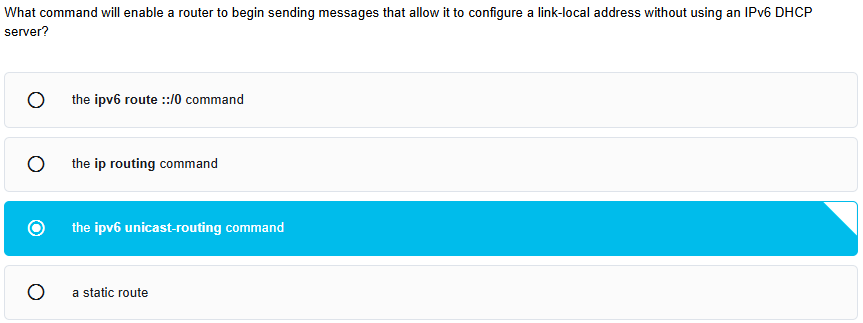 What command will enable a router to begin sending messages that allow it to configure a link-local address without using an IPv6 DHCP
server?
the ipv6 route ::/0 command
the ip routing command
the ipv6 unicast-routing command
a static route